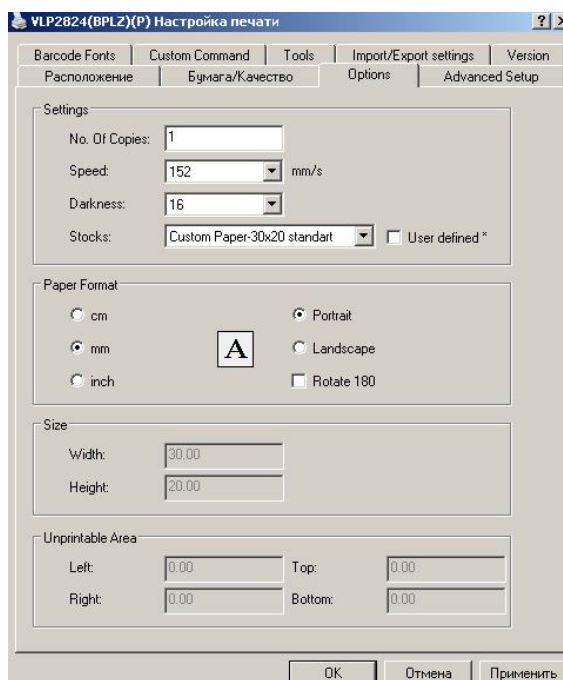 VLP2824(BPLZ)(P) Настройка печати
Barcode Fonts Custom Command Tools Import/Export settings Version
Расположение Бумага/Качество Options Advanced Setup
Settings
No. Of Copies: 1
Speed: 152 mm/s
Darkness: 16
Stocks: Custom Paper-30x20 standart User defined *
Paper Format
cm Portrait
mm A Landscape
inch Rotate 180
Size
Width: 30.00
Height: 20.00
Unprintable Area
Left: 0.00 Top: 0.00
Right: 0.00 Bottom: 0.00
OK Отмена Применить